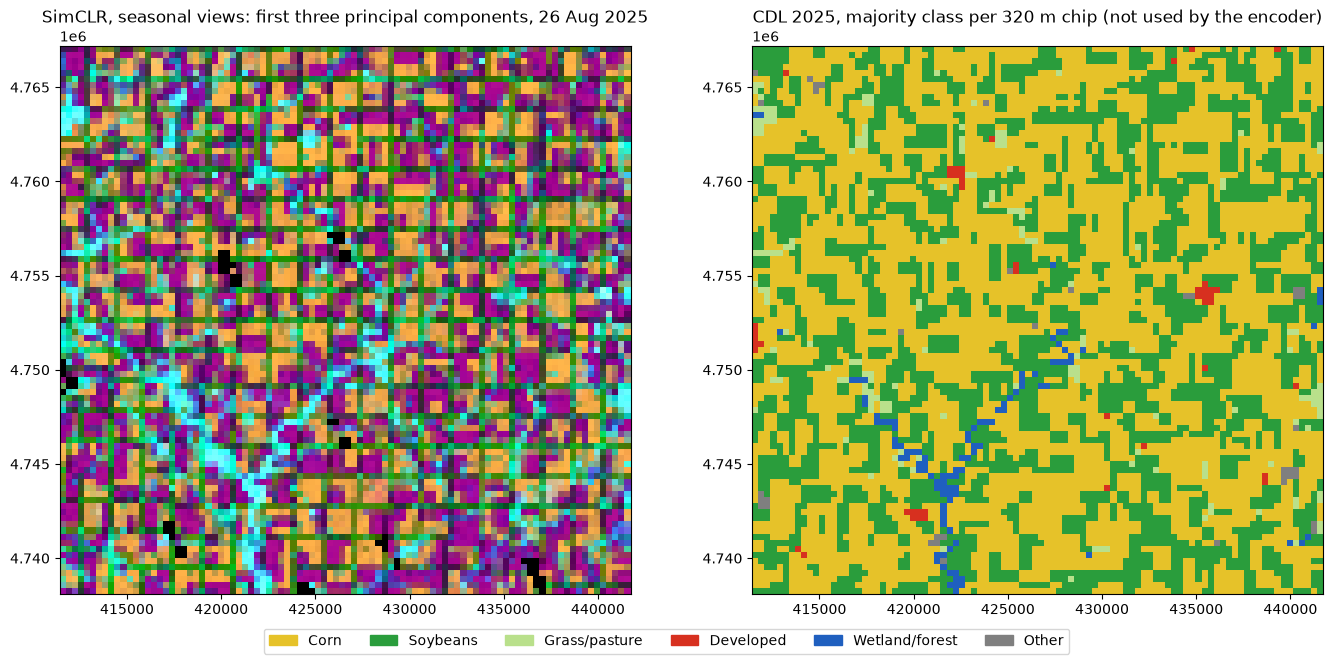 SimCLR, seasonal views: first three principal components, 26 Aug 2025
1e6
4.765
4.760
4.755
4.750
4.745
4.740
415000 420000 425000 430000 435000 440000
CDL 2025, majority class per 320 m chip (not used by the encoder)
1e6
4.765
4.760
4.755
4.750
4.745
4.740
415000 420000 425000 430000 435000 440000
Corn Soybeans Grass/pasture Developed Wetland/forest Other